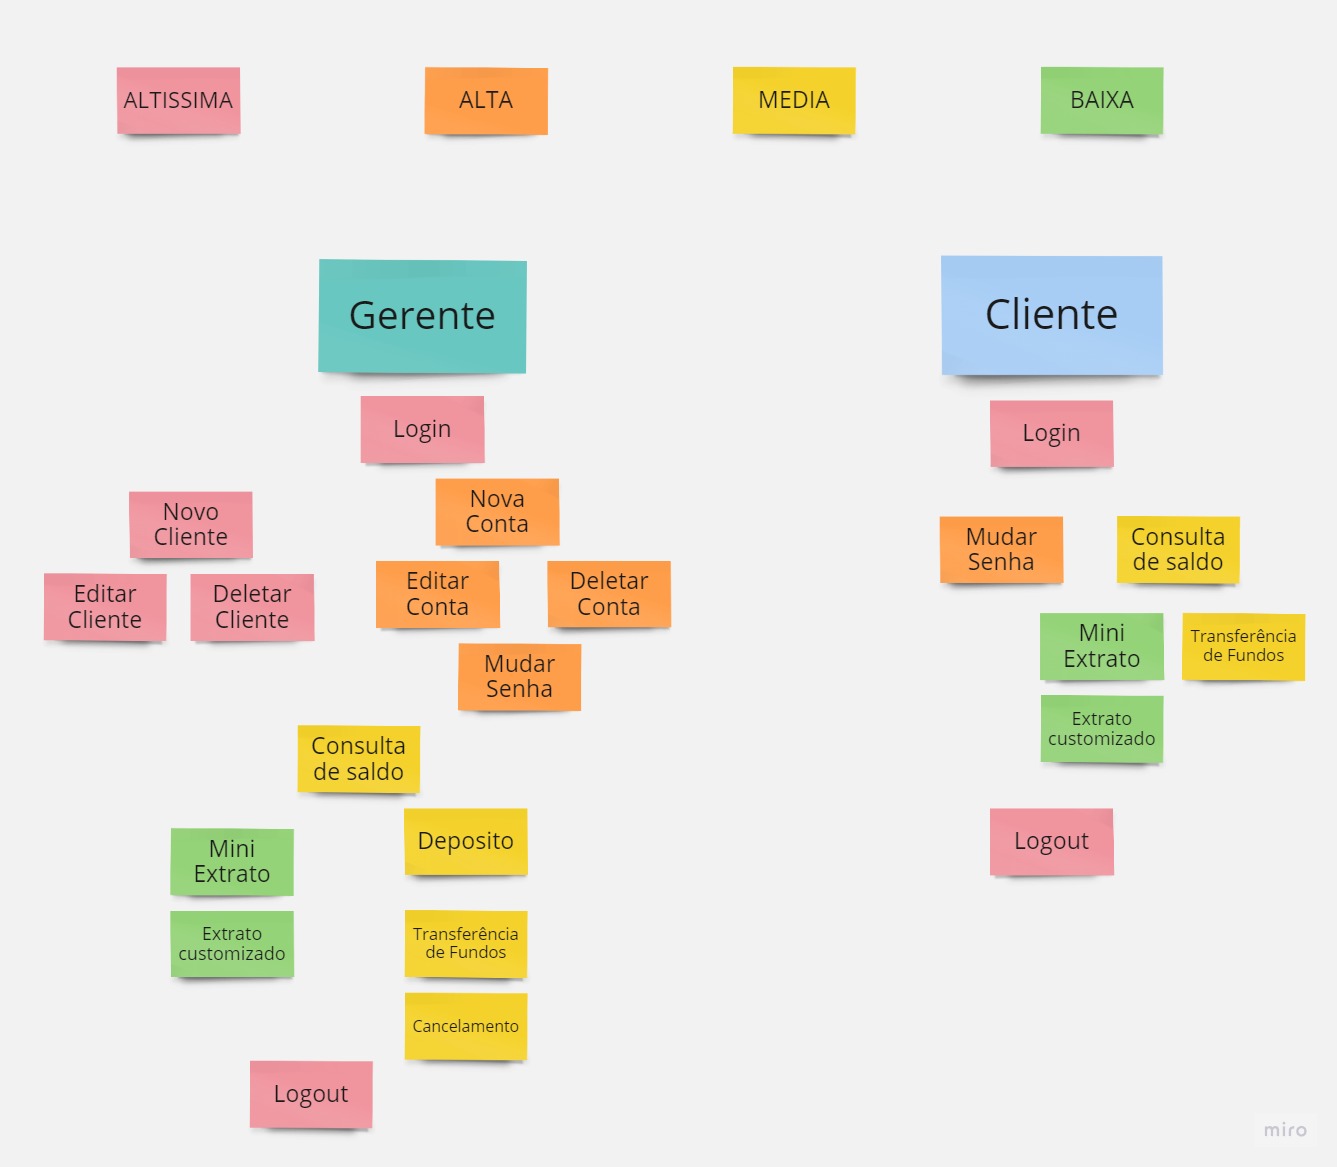 ALTISSIMA
ALTA
MEDIA
BAIXA
Gerente
Cliente
Login
Login
Nova
Conta
Novo
Cliente
Mudar
Senha
Consulta
de saldo
Editar
Cliente
Deletar
Cliente
Editar
Conta
Deletar
Conta
Mini
Extrato
Transferência
de Fundos
Mudar
Senha
Extrato
customizado
Consulta
de saldo
Deposito
Logout
Mini
Extrato
Extrato
customizado
Transferência
de Fundos
Cancelamento
Logout
miro